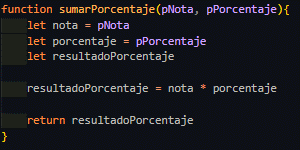 function sumarPorcentaje(pNota, pPorcentaje){
    let nota = pNota
    let porcentaje = pPorcentaje
    let resultadoPorcentaje
    resultadoPorcentaje = nota * porcentaje
    return resultadoPorcentaje
}